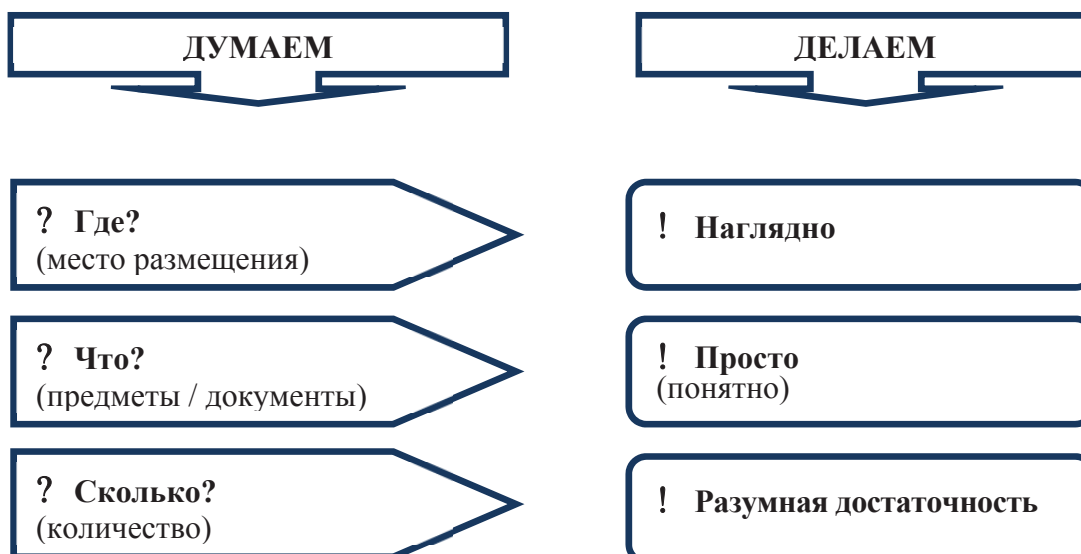 ДУМАЕМ
ДЕЛАЕМ
? Где?
(место размещения)
! Наглядно
? Что?
(предметы / документы)
! Просто
(понятно)
? Сколько?
(количество)
! Разумная достаточность